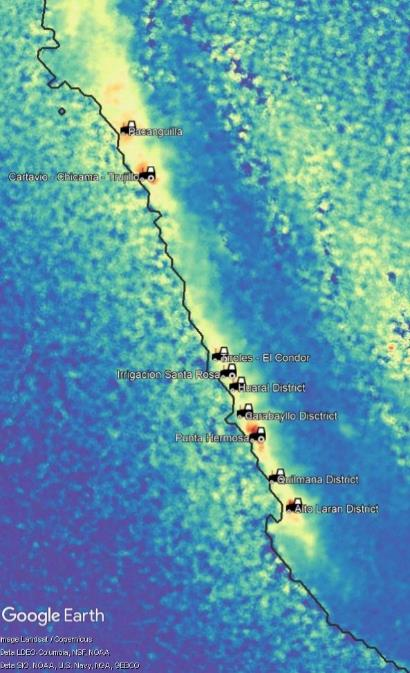 Pacanguilla
Cartavio - Chicama - Trujillo
Froles - El Condor
Irrigacion Santa Rosa
Huaral District
Carabayllo Disctrict
Punta Hermosa
Quilmana District
Alto Laran District
Google Earth
Image Landsat / Copernicus
Data LDEO-Columbia, NSF, NOAA
Data SIO, NOAA, U.S. Navy, NGA, GEBCO